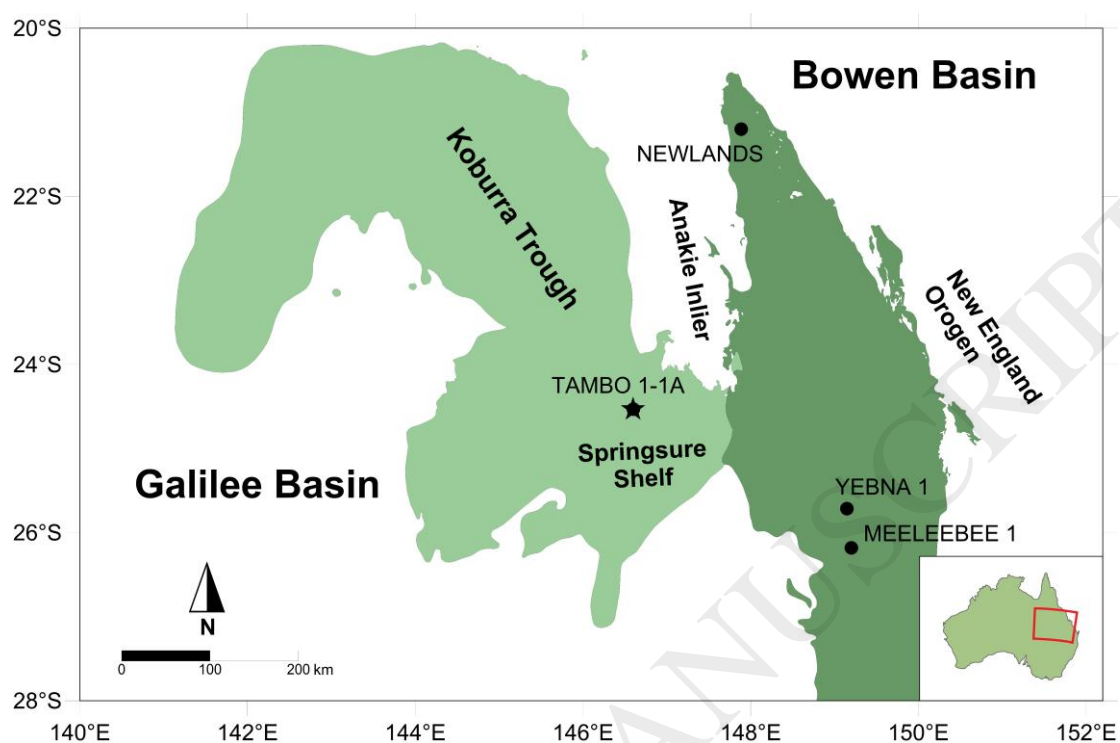 20°S
Bowen Basin
NEWLANDS
Koburra Trough
22°S
Anakie Inlier
New England
Orogen
24°S
TAMBO 1-1A
Springsure
Shelf
Galilee Basin
YEBNA 1
26°S
MEELEEBEE 1
N
0 100 200 km
28°S
140°E 142°E 144°E 146°E 148°E 150°E 152°E
MANUSCRIPT